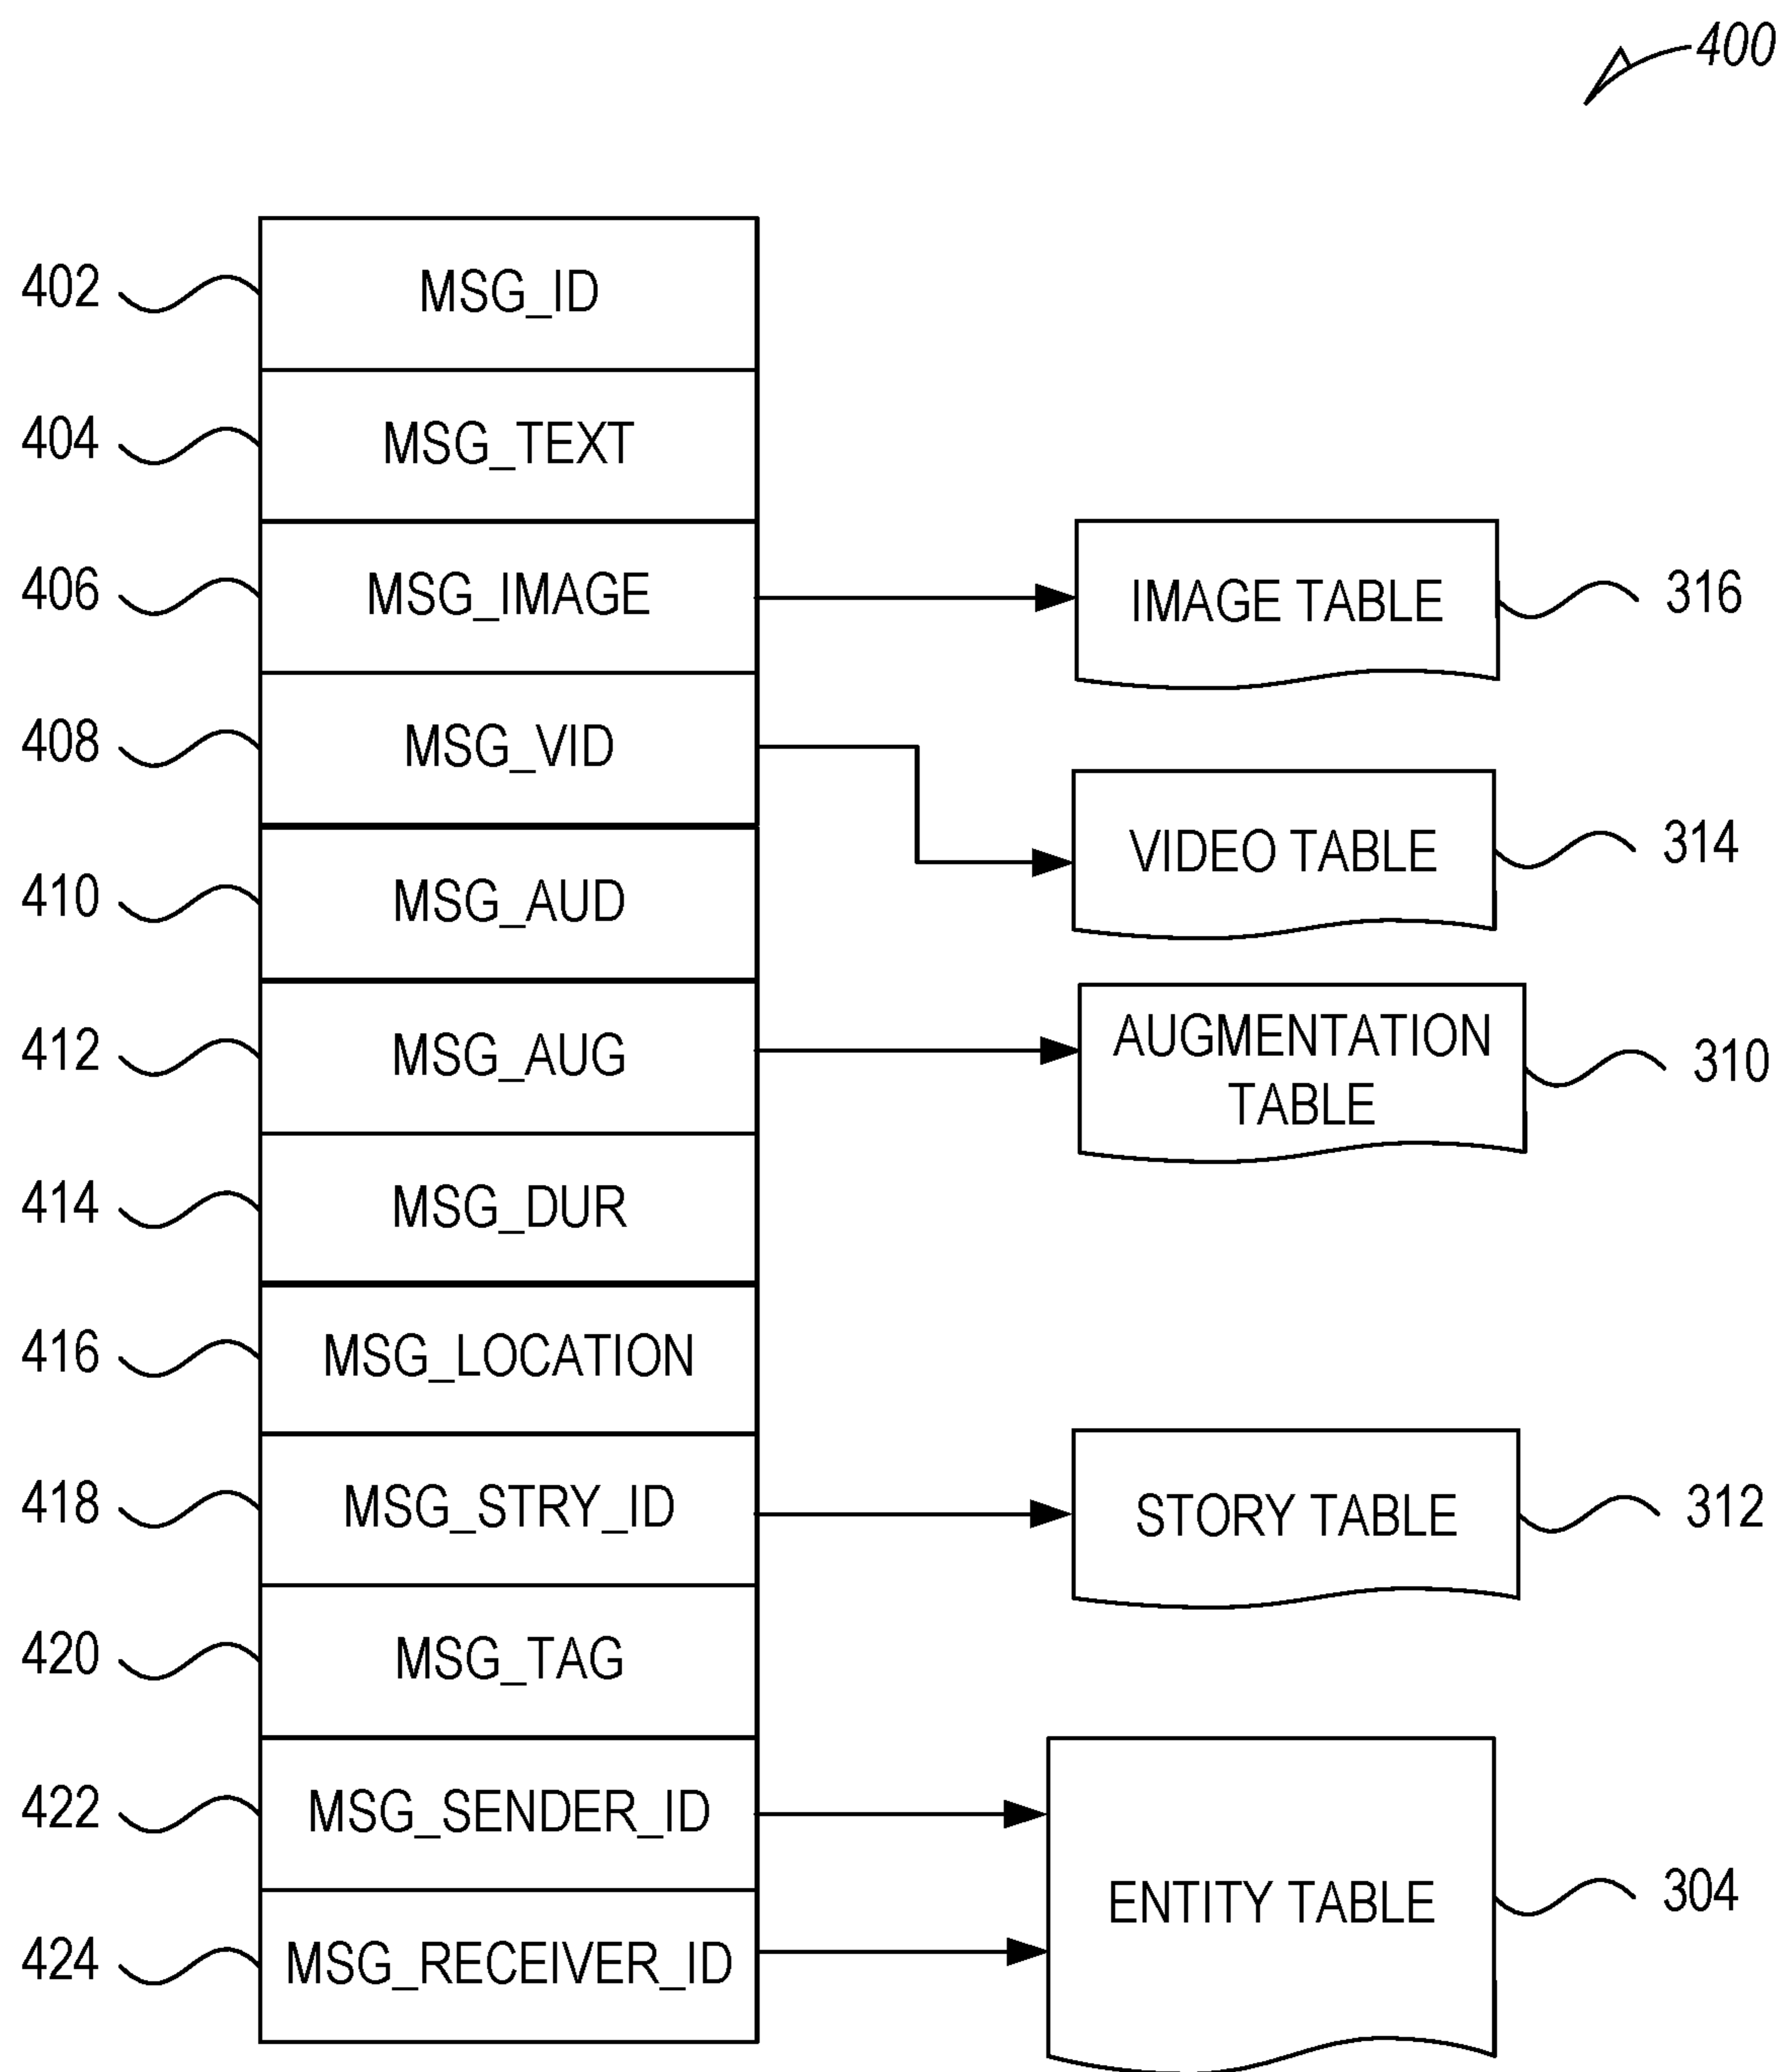 400
402 MSG_ID
404 MSG_TEXT
406 MSG_IMAGE IMAGE TABLE 316
408 MSG_VID
VIDEO TABLE 314
410 MSG_AUD
412 MSG_AUG AUGMENTATION
TABLE 310
414 MSG_DUR
416 MSG_LOCATION
418 MSG_STRY_ID STORY TABLE 312
420 MSG_TAG
422 MSG_SENDER_ID
ENTITY TABLE 304
424 MSG_RECEIVER_ID